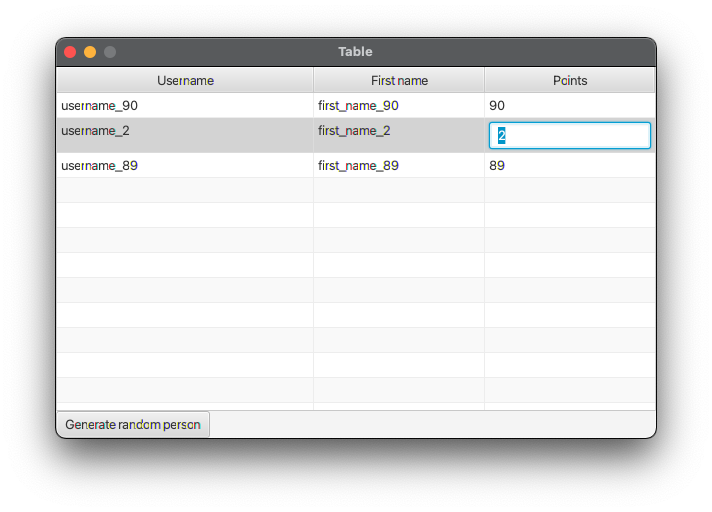 Table
Username First name Points
username_90 first_name_90 90
username_2 first_name_2 2
username_89 first_name_89 89
Generate random person